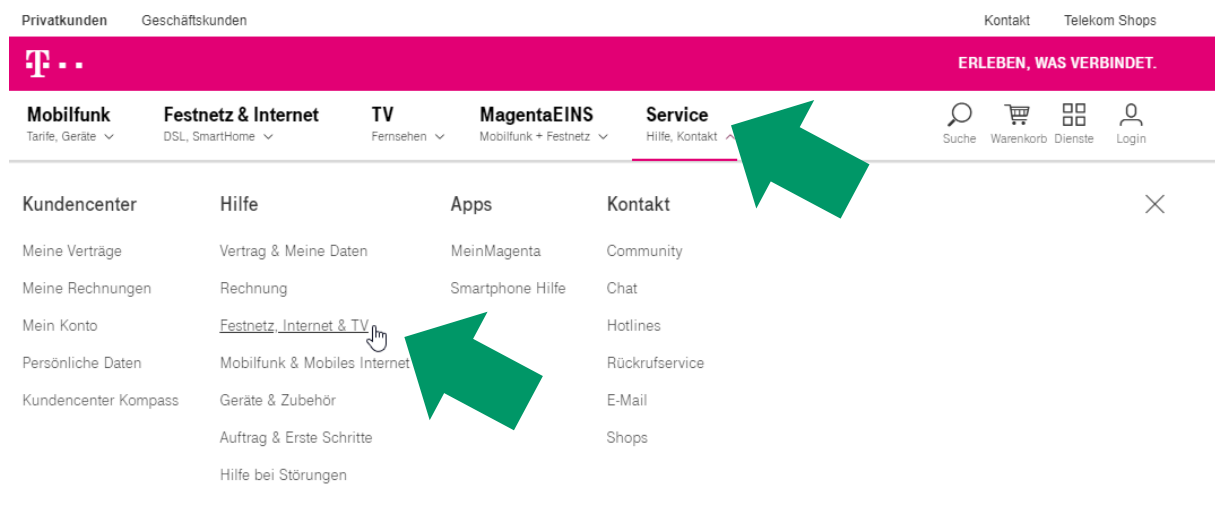 Privatkunden Geschäftskunden Kontakt Telekom Shops
T
ERLEBEN, WAS VERBINDET.
Mobilfunk Festnetz & Internet TV MagentaEINS Service
Tarife, Geräte DSL, SmartHome Fernsehen Mobilfunk + Festnetz Hilfe, Kontakt Suche Warenkorb Dienste Login
Kundencenter Hilfe Apps Kontakt
Meine Verträge Vertrag & Meine Daten MeinMagenta Community
Meine Rechnungen Rechnung Smartphone Hilfe Chat
Mein Konto Festnetz, Internet & TV Hotlines
Persönliche Daten Mobilfunk & Mobiles Internet Rückrufservice
Kundencenter Kompass Geräte & Zubehör E-Mail
Auftrag & Erste Schritte Shops
Hilfe bei Störungen